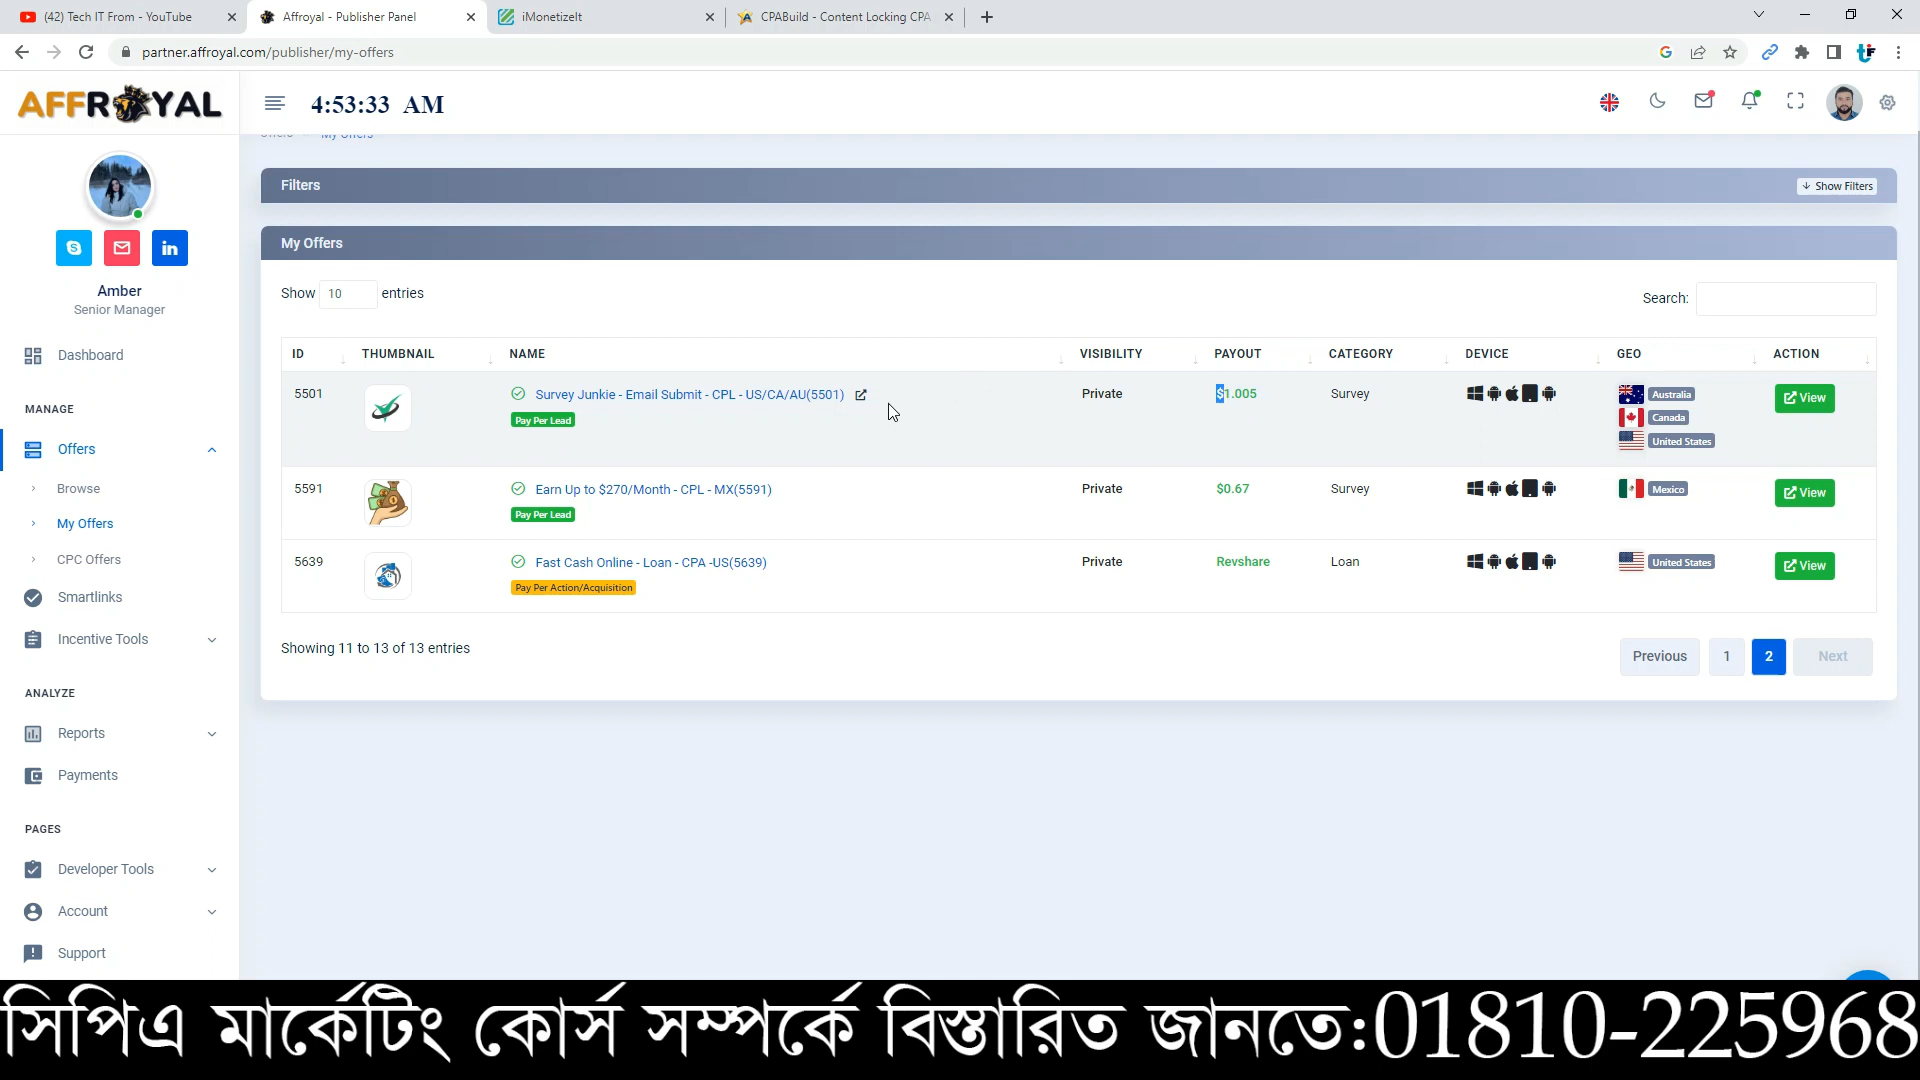 (42) Tech IT From - YouTube
Affroyal - Publisher Panel
iMonetizeIt
CPABuild - Content Locking CPA
partner.affroyal.com/publisher/my-offers
AFFROYAL
4:53:33 AM
My Offers
Filters
Show Filters
My Offers
Show 10 entries
Search:
ID THUMBNAIL NAME VISIBILITY PAYOUT CATEGORY DEVICE GEO ACTION
5501 Survey Junkie - Email Submit - CPL - US/CA/AU(5501) Private $1.005 Survey Australia View
Pay Per Lead Canada
United States
5591 Earn Up to $270/Month - CPL - MX(5591) Private $0.67 Survey Mexico View
Pay Per Lead
5639 Fast Cash Online - Loan - CPA -US(5639) Private Revshare Loan United States View
Pay Per Action/Acquisition
Showing 11 to 13 of 13 entries
Previous 1 2 Next
Amber
Senior Manager
Dashboard
MANAGE
Offers
Browse
My Offers
CPC Offers
Smartlinks
Incentive Tools
ANALYZE
Reports
Payments
PAGES
Developer Tools
Account
Support
সিপিএ মার্কেটিং কোর্স সম্পর্কে বিস্তারিত জানতে:01810-225968